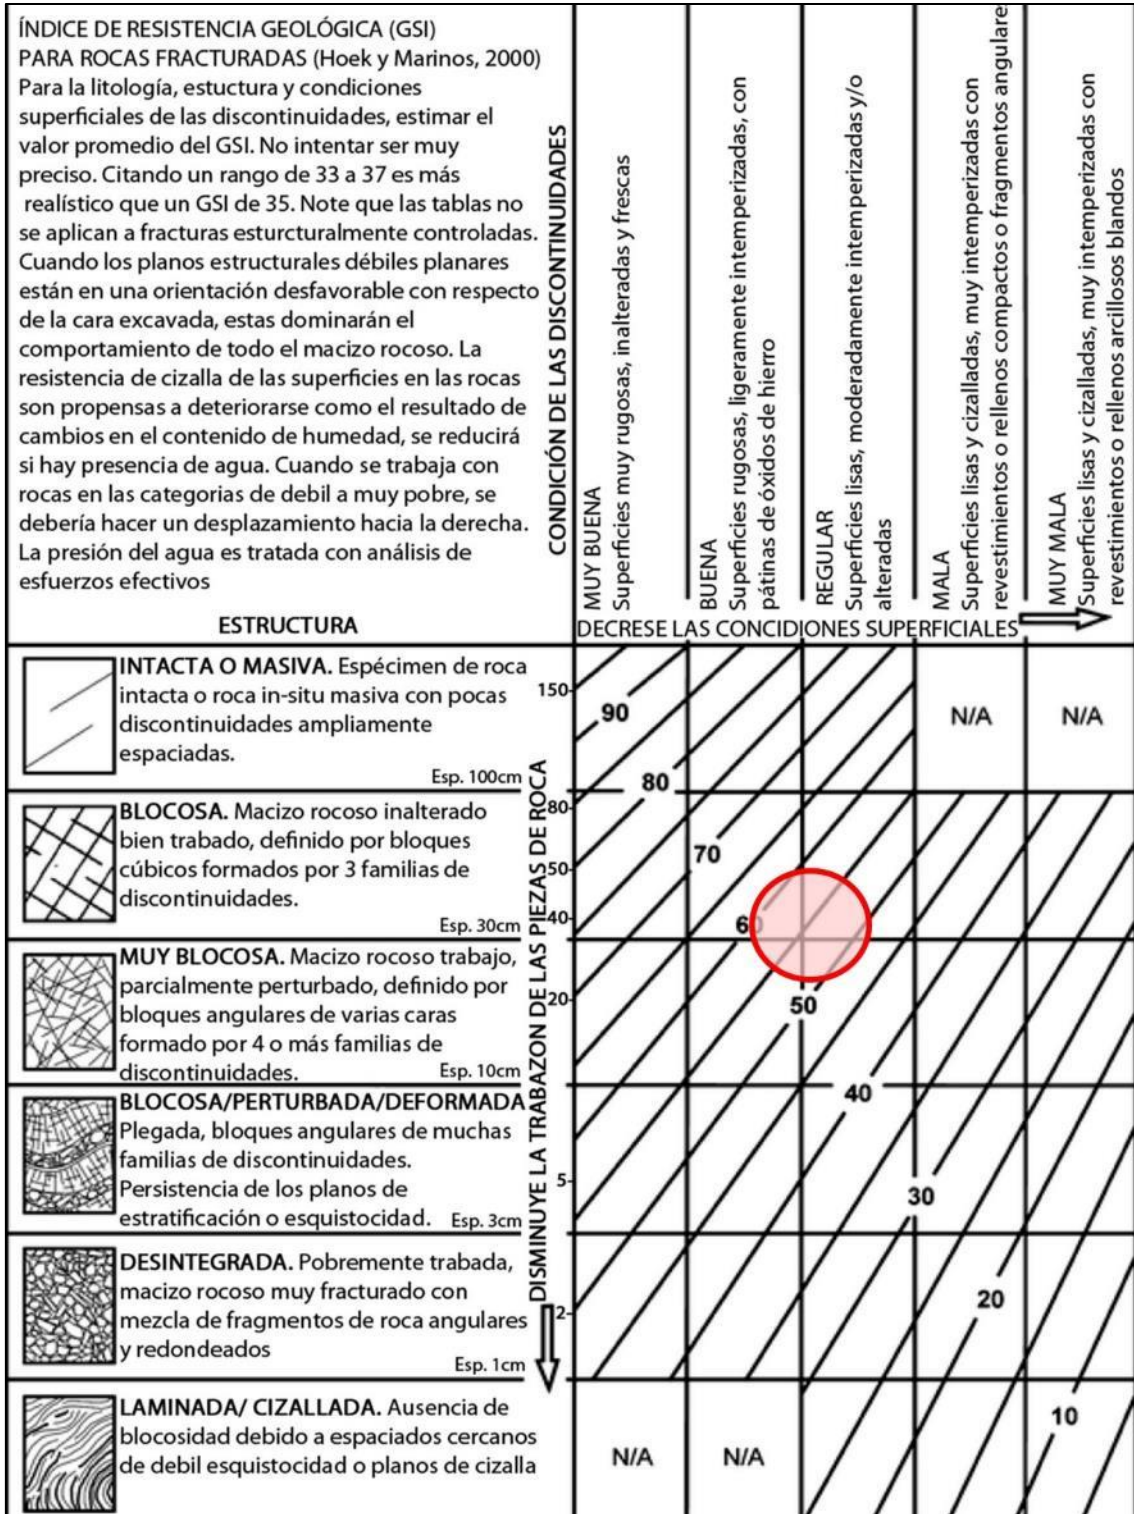 ÍNDICE DE RESISTENCIA GEOLÓGICA (GSI)
PARA ROCAS FRACTURADAS (Hoek y Marinos, 2000)
Para la litología, estuctura y condiciones
superficiales de las discontinuidades, estimar el
valor promedio del GSI. No intentar ser muy
preciso. Citando un rango de 33 a 37 es más
realístico que un GSI de 35. Note que las tablas no
se aplican a fracturas esturcturalmente controladas.
Cuando los planos estructurales débiles planares
están en una orientación desfavorable con respecto
de la cara excavada, estas dominarán el
comportamiento de todo el macizo rocoso. La
resistencia de cizalla de las superficies en las rocas
son propensas a deteriorarse como el resultado de
cambios en el contenido de humedad, se reducirá
si hay presencia de agua. Cuando se trabaja con
rocas en las categorias de debil a muy pobre, se
debería hacer un desplazamiento hacia la derecha.
La presión del agua es tratada con análisis de
esfuerzos efectivos
ESTRUCTURA
CONDICIÓN DE LAS DISCONTINUIDADES
MUY BUENA
Superficies muy rugosas, inalteradas y frescas
BUENA
Superficies rugosas, ligeramente intemperizadas, con
pátinas de óxidos de hierro
REGULAR
Superficies lisas, moderadamente intemperizadas y/o
alteradas
MALA
Superficies lisas y cizalladas, muy intemperizadas con
revestimientos o rellenos compactos o fragmentos angulares
MUY MALA
Superficies lisas y cizalladas, muy intemperizadas con
revestimientos o rellenos arcillosos blandos
DECRESE LAS CONCIDIONES SUPERFICIALES
INTACTA O MASIVA. Espécimen de roca
intacta o roca in-situ masiva con pocas
discontinuidades ampliamente
espaciadas.
Esp. 100cm
BLOCOSA. Macizo rocoso inalterado
bien trabado, definido por bloques
cúbicos formados por 3 familias de
discontinuidades.
Esp. 30cm
MUY BLOCOSA. Macizo rocoso trabajo,
parcialmente perturbado, definido por
bloques angulares de varias caras
formado por 4 o más familias de
discontinuidades.
Esp. 10cm
BLOCOSA/PERTURBADA/DEFORMADA
Plegada, bloques angulares de muchas
familias de discontinuidades.
Persistencia de los planos de
estratificación o esquistocidad. Esp. 3cm
DESINTEGRADA. Pobremente trabada,
macizo rocoso muy fracturado con
mezcla de fragmentos de roca angulares
y redondeados
Esp. 1cm
LAMINADA/ CIZALLADA. Ausencia de
blocosidad debido a espaciados cercanos
de debil esquistocidad o planos de cizalla
DISMINUYE LA TRABAZON DE LAS PIEZAS DE ROCA
150
80
50
40
20
5
2
90
80
70
60
50
40
30
20
10
N/A
N/A
N/A
N/A